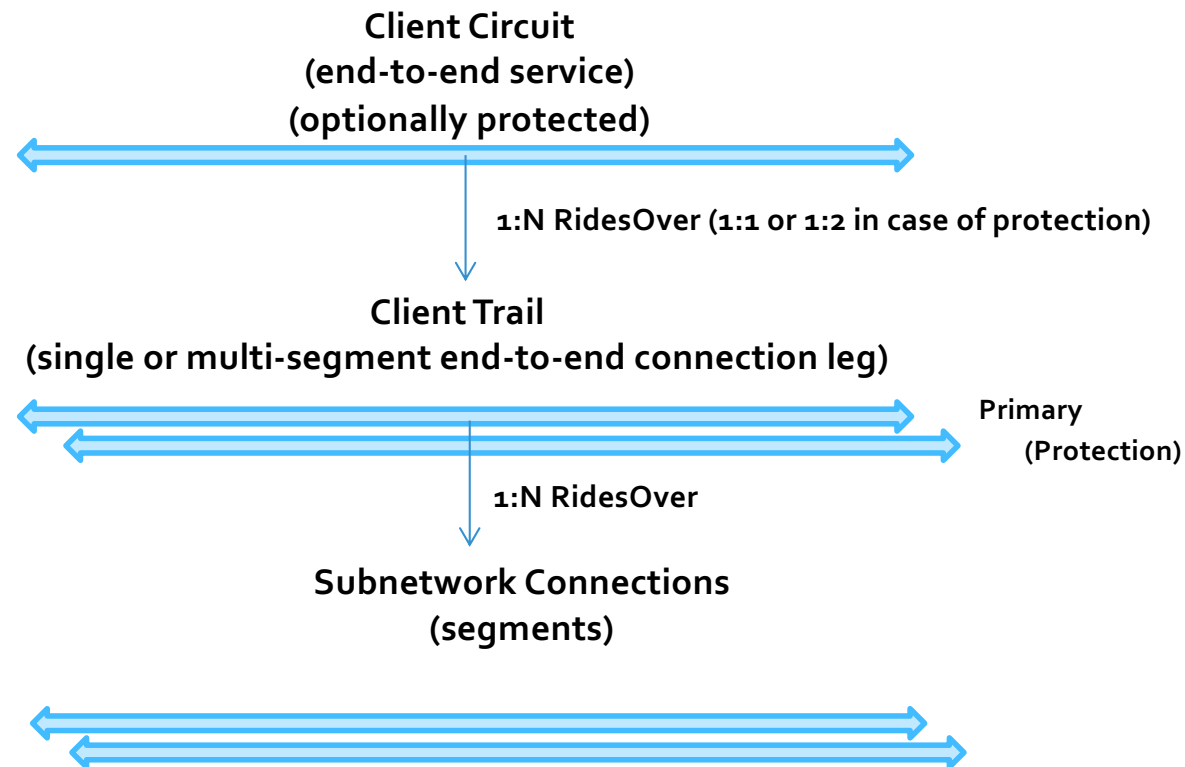 Client Circuit
(end-to-end service)
(optionally protected)
1:N RidesOver (1:1 or 1:2 in case of protection)
Client Trail
(single or multi-segment end-to-end connection leg)
Primary
(Protection)
1:N RidesOver
Subnetwork Connections
(segments)